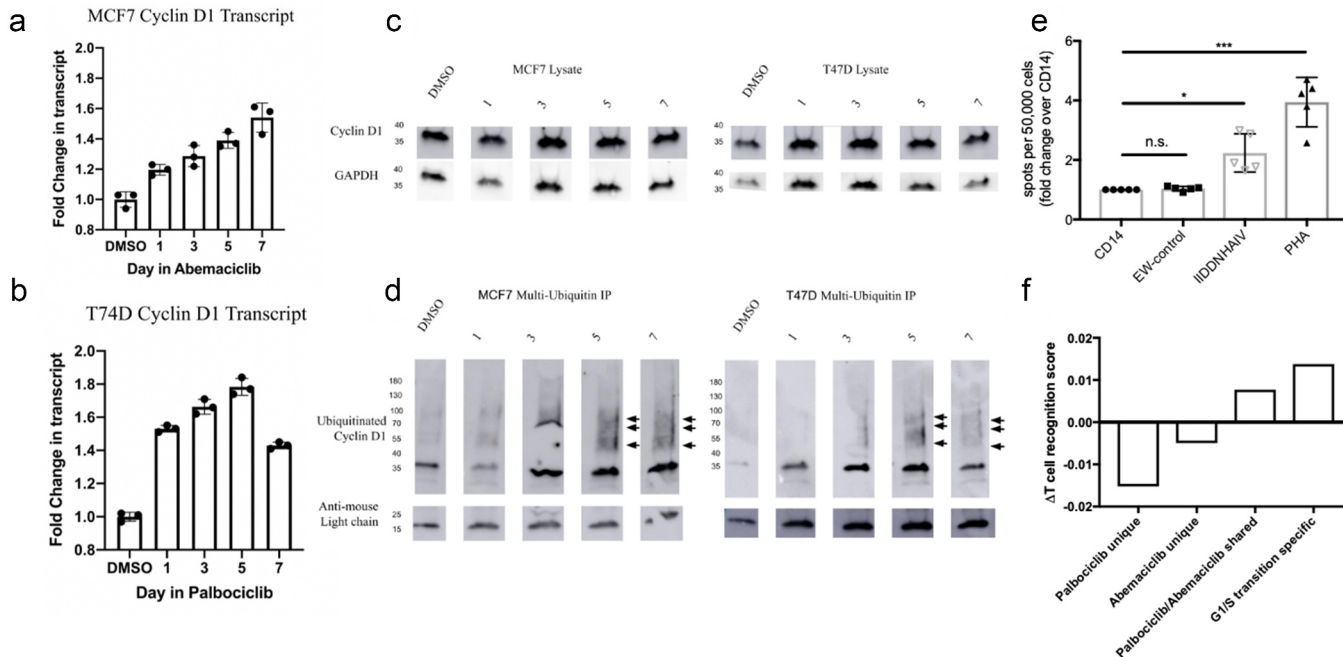 a
MCF7 Cyclin D1 Transcript
Fold Change in transcript
2.0
1.8
1.6
1.4
1.2
1.0
0.8
DMSO 1 3 5 7
Day in Abemaciclib
b
T74D Cyclin D1 Transcript
Fold Change in transcript
2.0
1.8
1.6
1.4
1.2
1.0
0.8
DMSO 1 3 5 7
Day in Palbociclib
c
MCF7 Lysate
DMSO 1 3 5 7
Cyclin D1
40
35
GAPDH
40
35
T47D Lysate
DMSO 1 3 5 7
40
35
40
35
d
MCF7 Multi-Ubiquitin IP
DMSO 1 3 5 7
180
130
100
70
55
40
35
Ubiquitinated
Cyclin D1
Anti-mouse
Light chain
25
15
T47D Multi-Ubiquitin IP
DMSO 1 3 5 7
180
130
100
70
55
40
35
25
15
e
spots per 50,000 cells
(fold change over CD14)
6
4
2
0
***
*
n.s.
CD14
EW-control
IIDDNHAIV
PHA
f
ΔT cell recognition score
0.02
0.010
0.00
-0.01
-0.02
Palbociclib unique
Abemaciclib unique
Palbociclib/Abemaciclib shared
G1/S transition specific